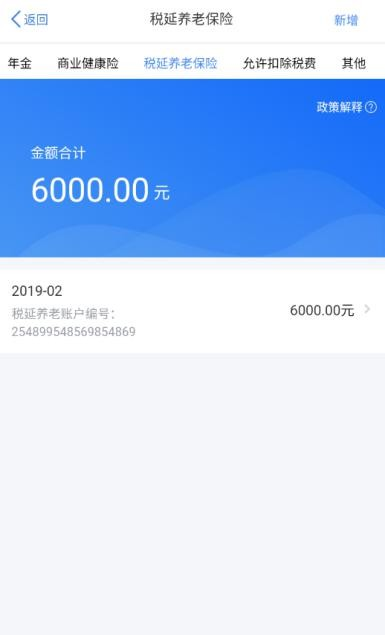 返回
税延养老保险
新增
年金
商业健康险
税延养老保险
允许扣除税费
其他
政策解释?
金额合计
6000.00元
2019-02
税延养老账户编号：
254899548569854869
6000.00元